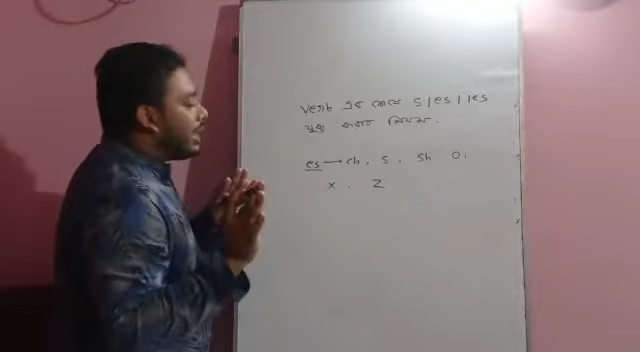 Verb এর শেষে s/es/ies
যুক্ত করার নিয়ম.
es → ch. s. sh o.
x. z